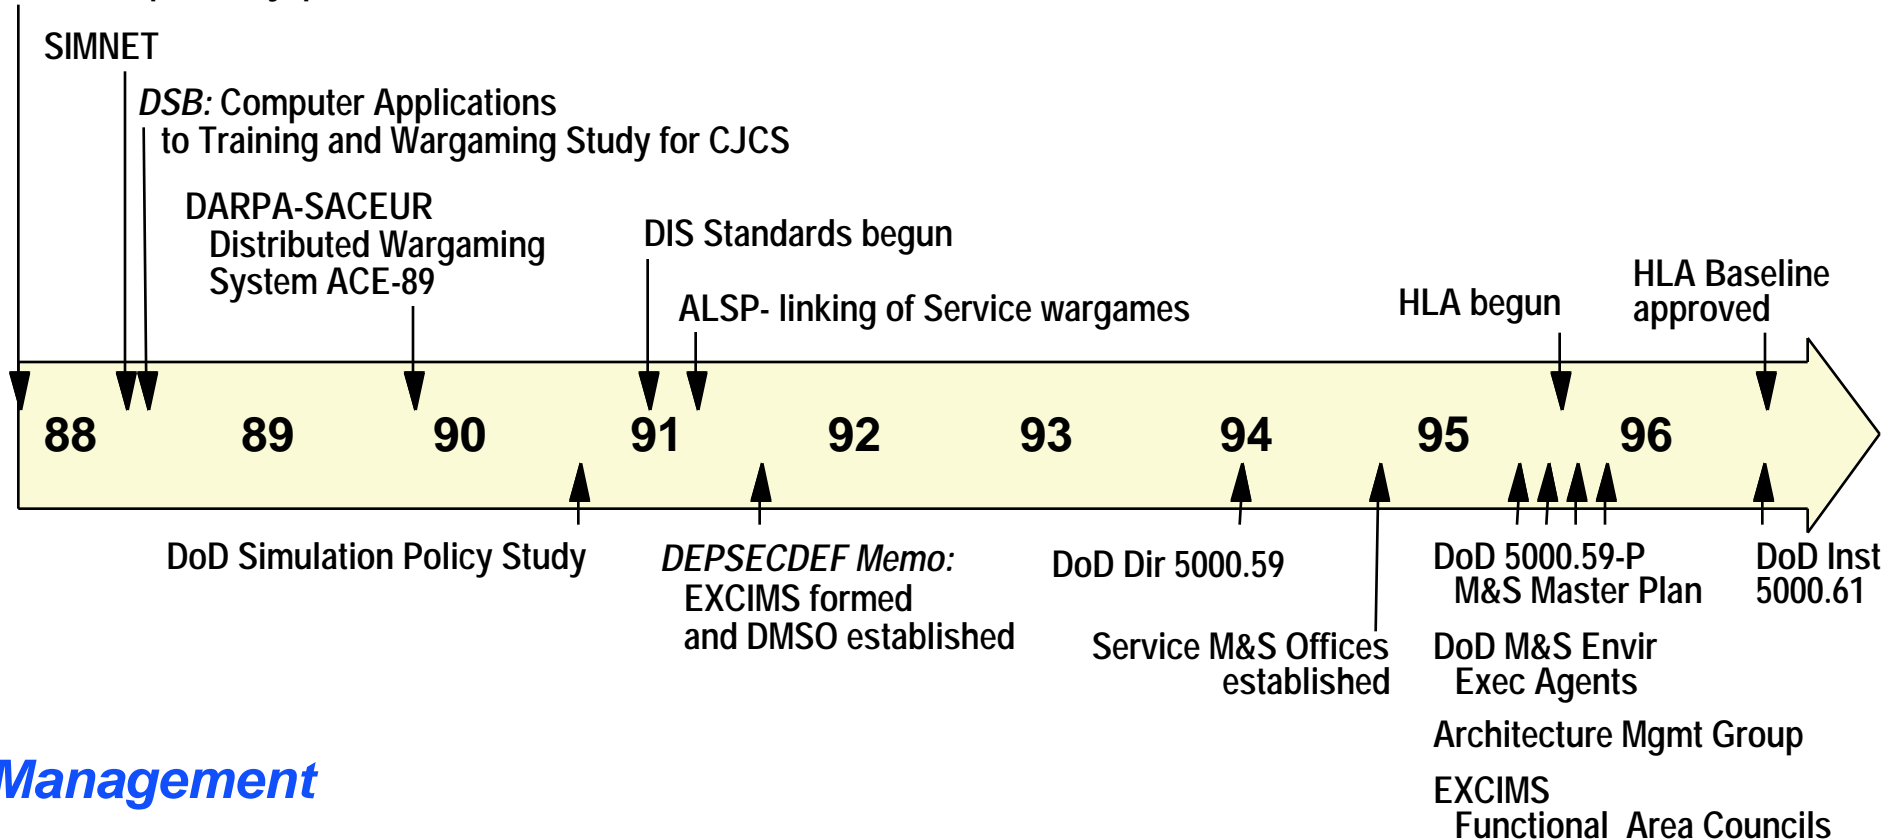 SIMNET
DSB: Computer Applications
to Training and Wargaming Study for CJCS
DARPA-SACEUR
Distributed Wargaming
System ACE-89
DIS Standards begun
ALSP- linking of Service wargames
HLA begun
HLA Baseline
approved
88 89 90 91 92 93 94 95 96
DoD Simulation Policy Study
DEPSECDEF Memo:
EXCIMS formed
and DMSO established
DoD Dir 5000.59
Service M&S Offices
established
DoD 5000.59-P
M&S Master Plan
DoD M&S Envir
Exec Agents
Architecture Mgmt Group
EXCIMS
Functional Area Councils
DoD Inst
5000.61
Management